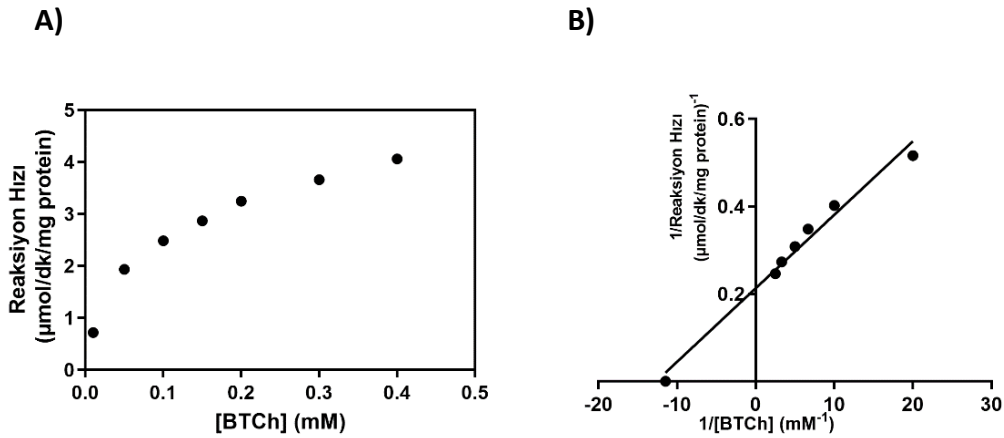 A)
B)
Reaksiyon Hızı
(µmol/dk/mg protein)
5
4
3
2
1
0
0.0
0.1
0.2
0.3
0.4
0.5
[BTCh] (mM)
1/Reaksiyon Hızı
(µmol/dk/mg protein)⁻¹
0.6
0.4
0.2
-20
-10
0
10
20
30
1/[BTCh] (mM⁻¹)